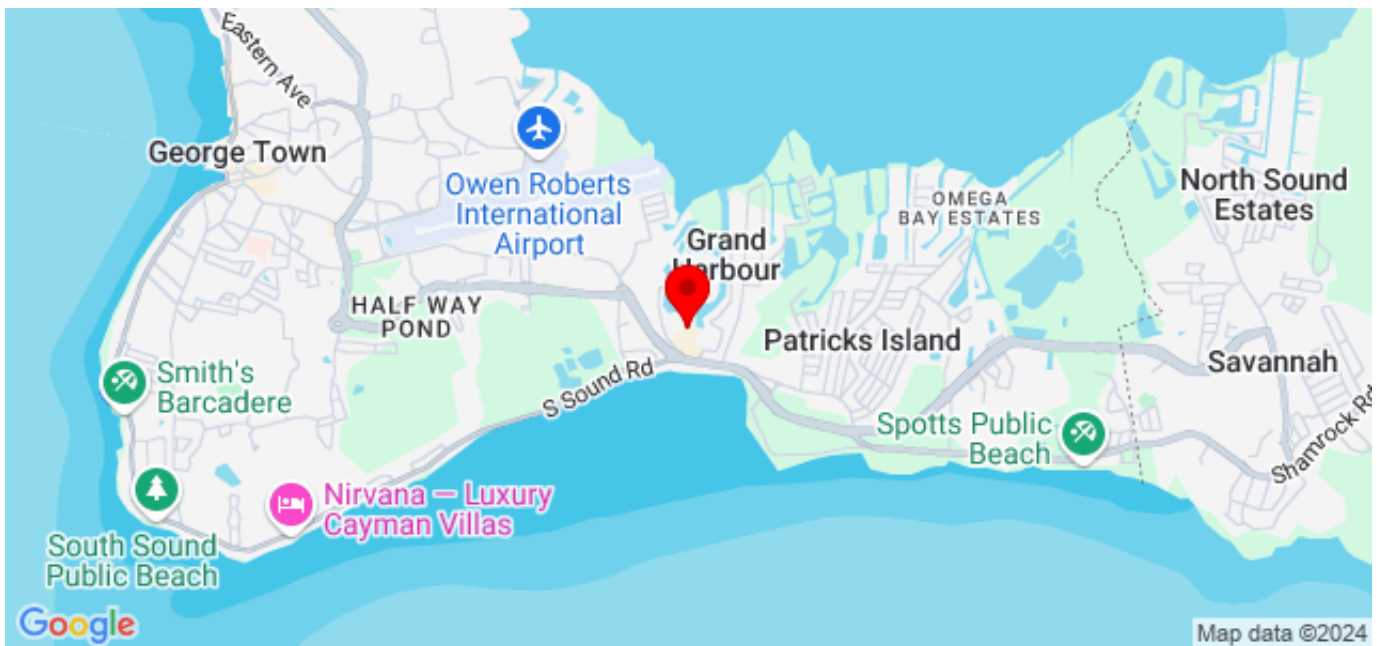 Eastern Ave
George Town
Owen Roberts
International
Airport
OMEGA
BAY ESTATES
North Sound
Estates
Grand
Harbour
HALF WAY
POND
Patricks Island
Savannah
Smith's
Barcadere
S Sound Rd
Spotts Public
Beach
Shamrock Rd
Nirvana — Luxury
Cayman Villas
South Sound
Public Beach
Google
Map data ©2024